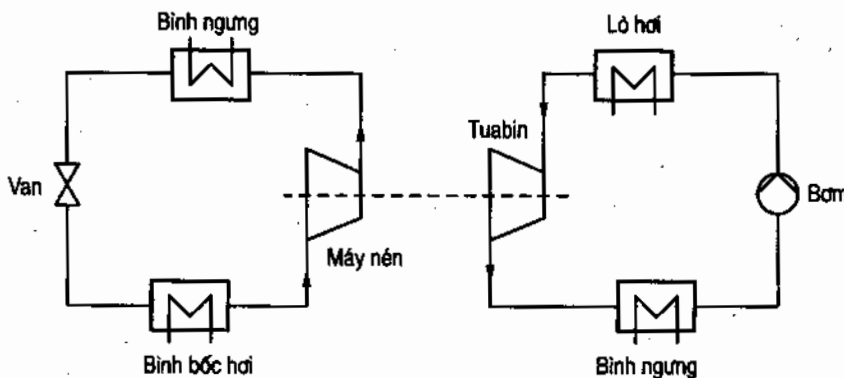 Bình ngưng
Lò hơi
Tuabin
Van
Bơm
Máy nén
Bình bốc hơi
Bình ngưng